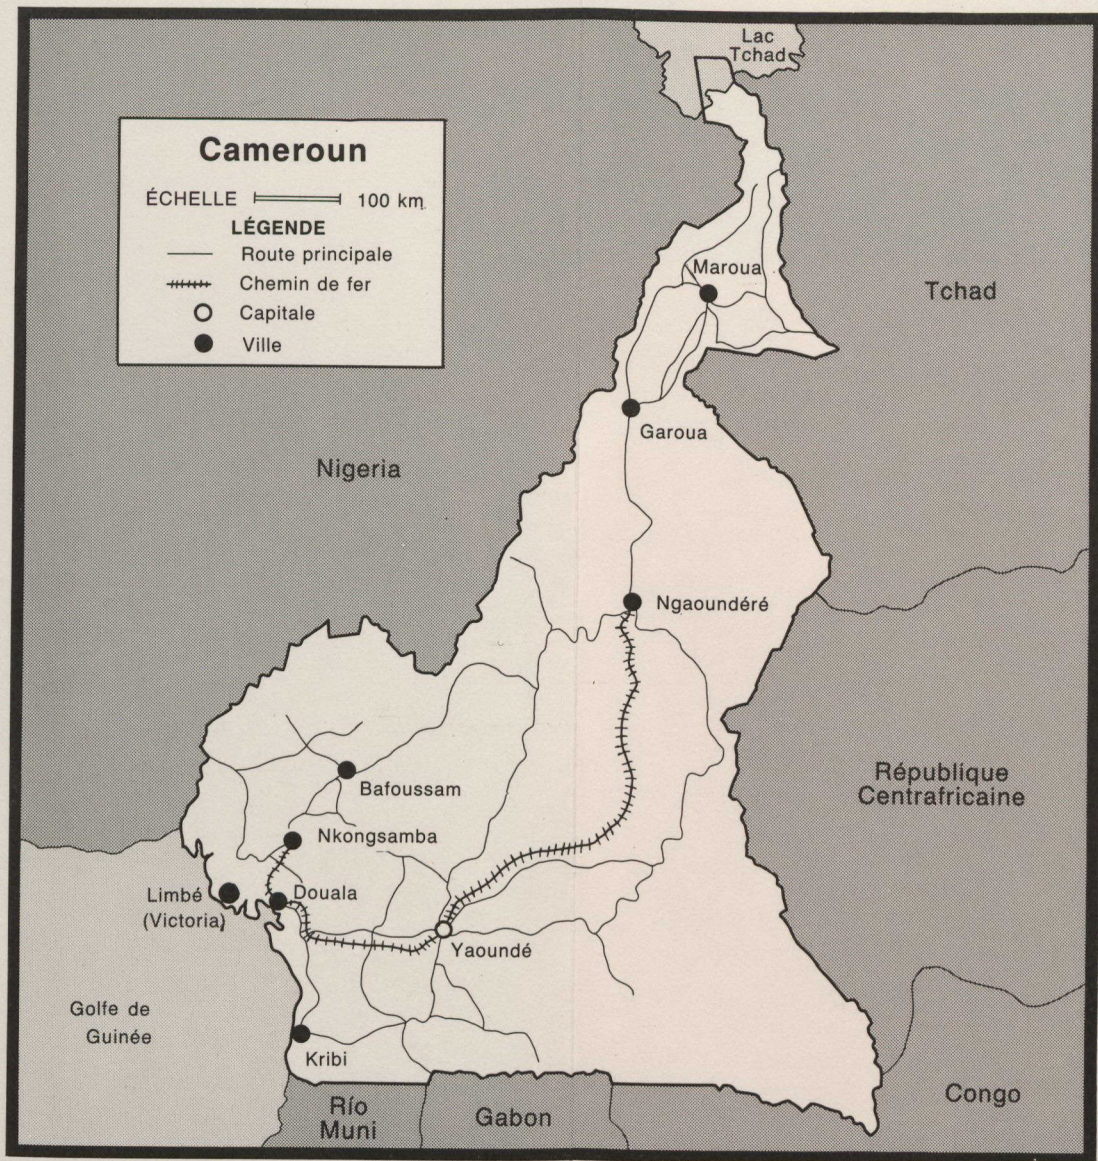 Lac
Tchad
Cameroun
ÉCHELLE 100 km
LÉGENDE
Route principale
Chemin de fer
Capitale
Ville
Maroua
Tchad
Garoua
Nigeria
Ngaoundéré
Bafoussam
République
Centrafricaine
Nkongsamba
Limbé
(Victoria)
Douala
Yaoundé
Golfe de
Guinée
Kribi
Río
Muni
Gabon
Congo